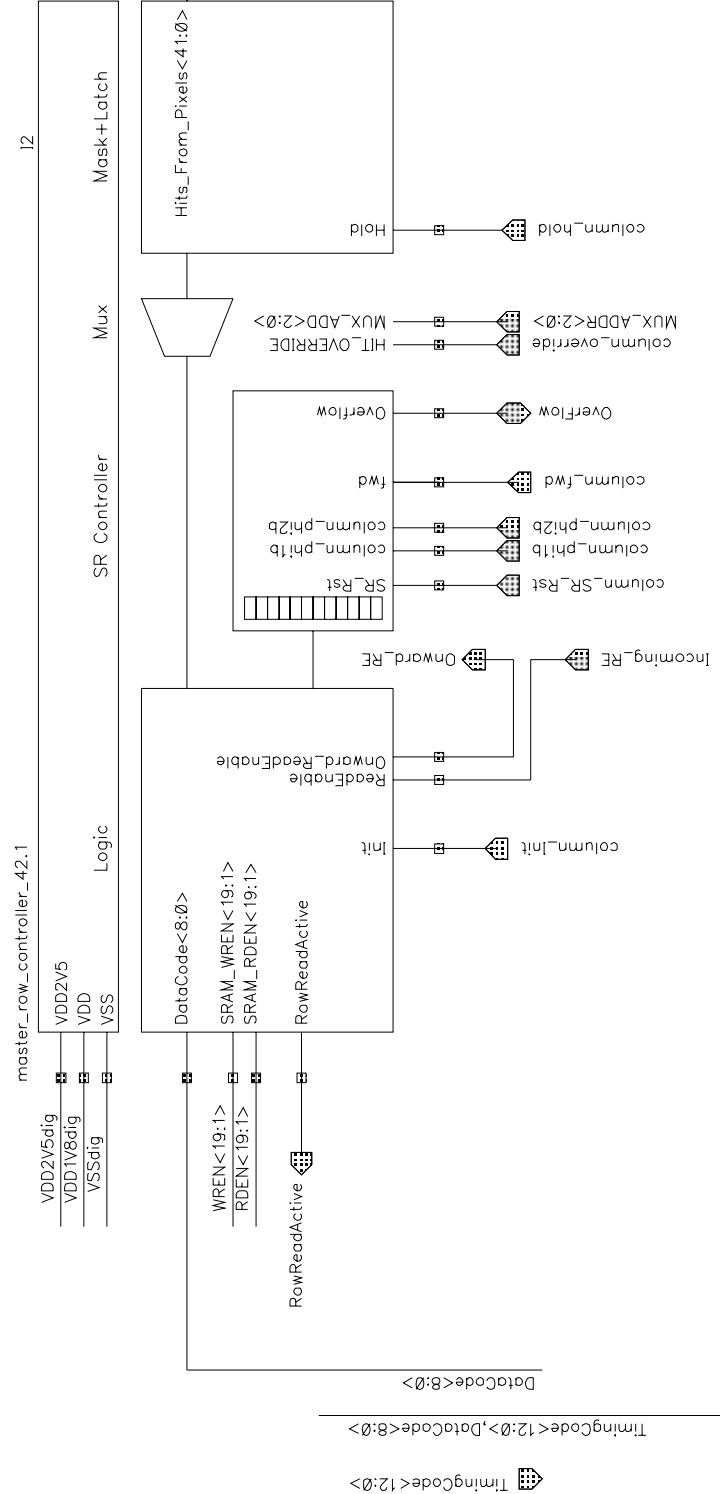 I2
Mask+Latch
Hits_From_Pixels<41:0>
Hold
column_hold
Mux
MUX_ADD<2:0>
MUX_ADDR<2:0>
HIT_OVERRIDE
column_override
SR Controller
Overflow
OverFlow
fwd
column_fwd
column_phi2b
column_phi2b
column_phi1b
column_phi1b
SR_Rst
column_SR_Rst
Onward_RE
Incoming_RE
Onward_ReadEnable
ReadEnable
Init
column_Init
master_row_controller_42.1
Logic
VDD2V5
VDD
VSS
DataCode<8:0>
SRAM_WREN<19:1>
SRAM_RDEN<19:1>
RowReadActive
VDD2V5dig
VDD1V8dig
VSSdig
WREN<19:1>
RDEN<19:1>
RowReadActive
DataCode<8:0>
TimingCode<12:0>,DataCode<8:0>
TimingCode<12:0>